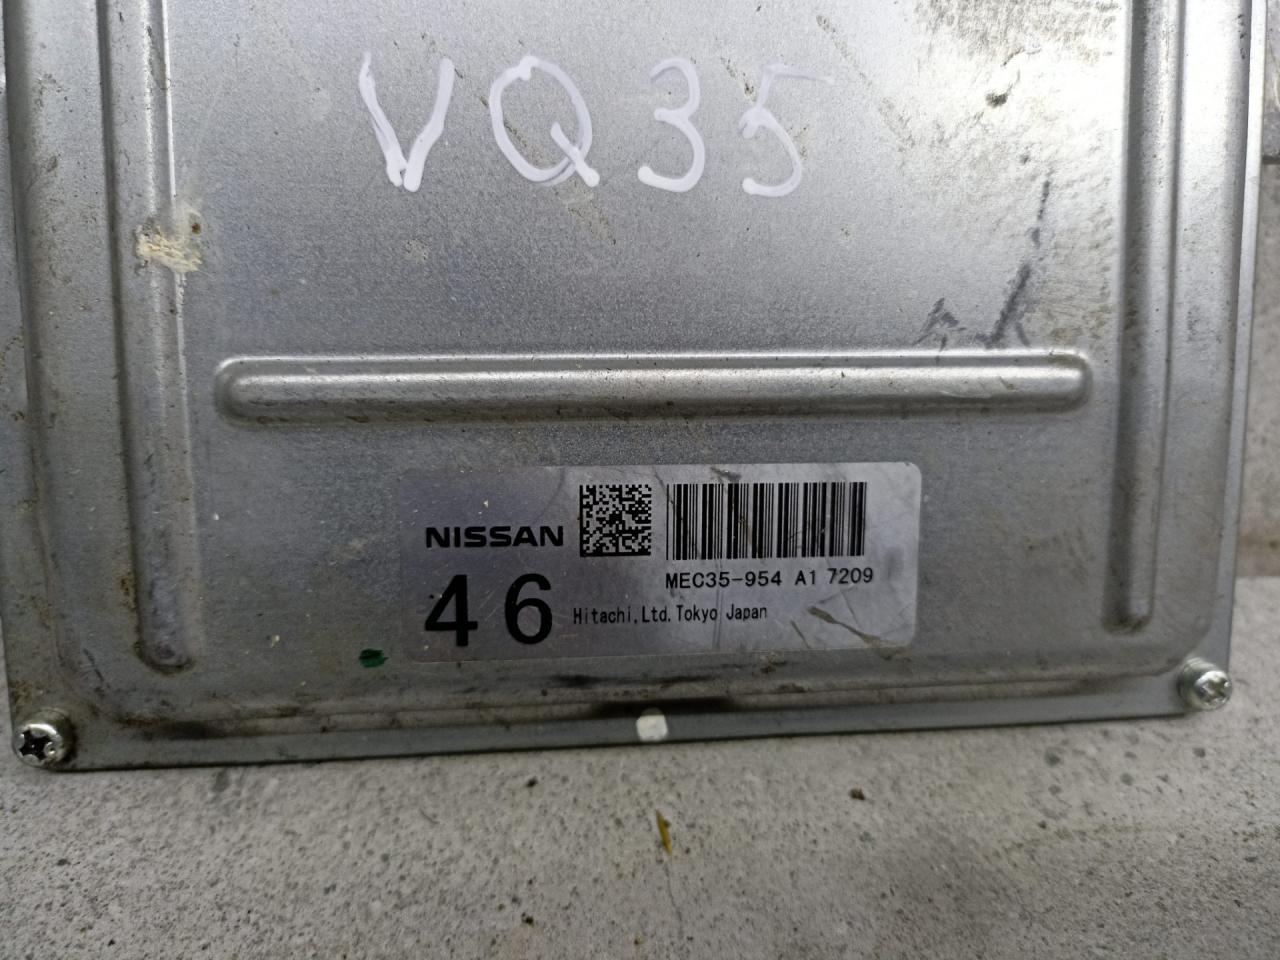 VQ35
NISSAN
MEC35-954 A1 7209
46
Hitachi,Ltd.Tokyo Japan